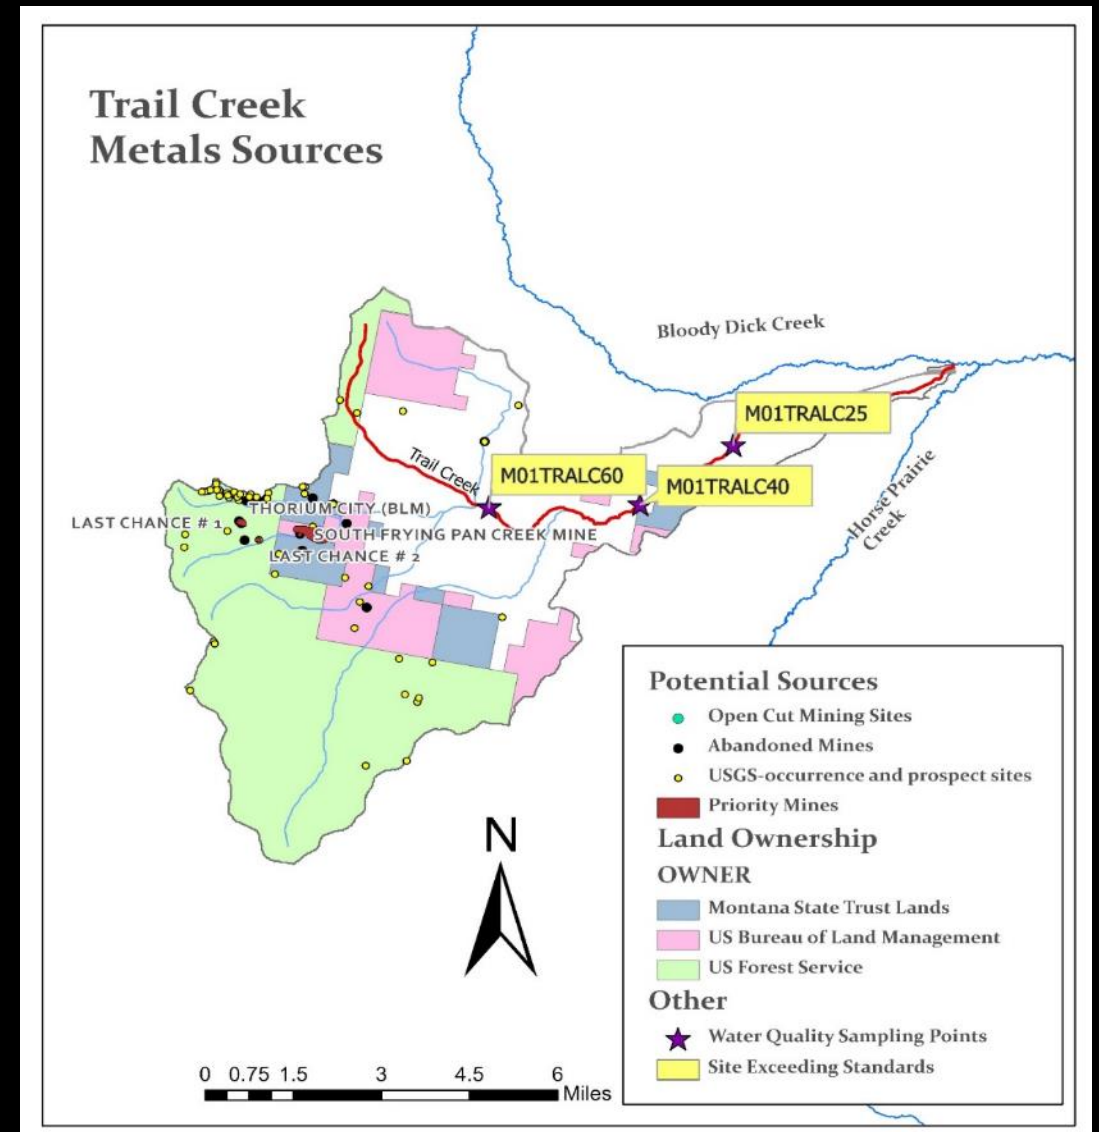 Trail Creek
Metals Sources
Bloody Dick Creek
M01TRALC25
Trail Creek
M01TRALC60
M01TRALC40
Horse Prairie
Creek
THORIUM CITY (BLM)
LAST CHANCE # 1
SOUTH FRYING PAN CREEK MINE
LAST CHANCE # 2
Potential Sources
Open Cut Mining Sites
Abandoned Mines
USGS-occurrence and prospect sites
Priority Mines
Land Ownership
OWNER
Montana State Trust Lands
US Bureau of Land Management
US Forest Service
Other
Water Quality Sampling Points
Site Exceeding Standards
N
0 0.75 1.5 3 4.5 6
Miles